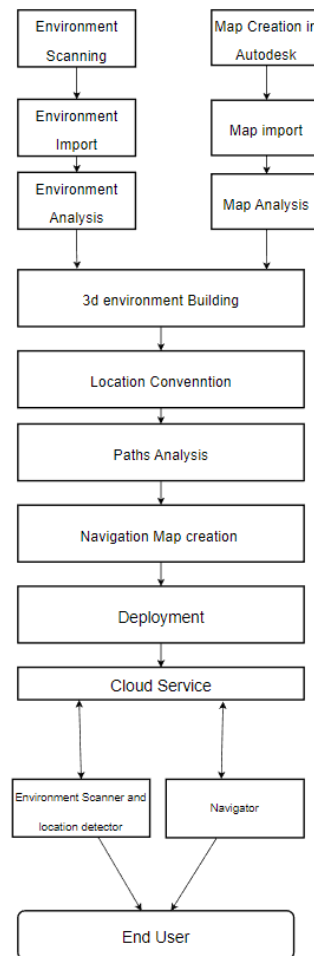 Environment
Scanning
Map Creation in
Autodesk
Environment
Import
Map import
Environment
Analysis
Map Analysis
3d environment Building
Location Convenntion
Paths Analysis
Navigation Map creation
Deployment
Cloud Service
Environment Scanner and
location detector
Navigator
End User